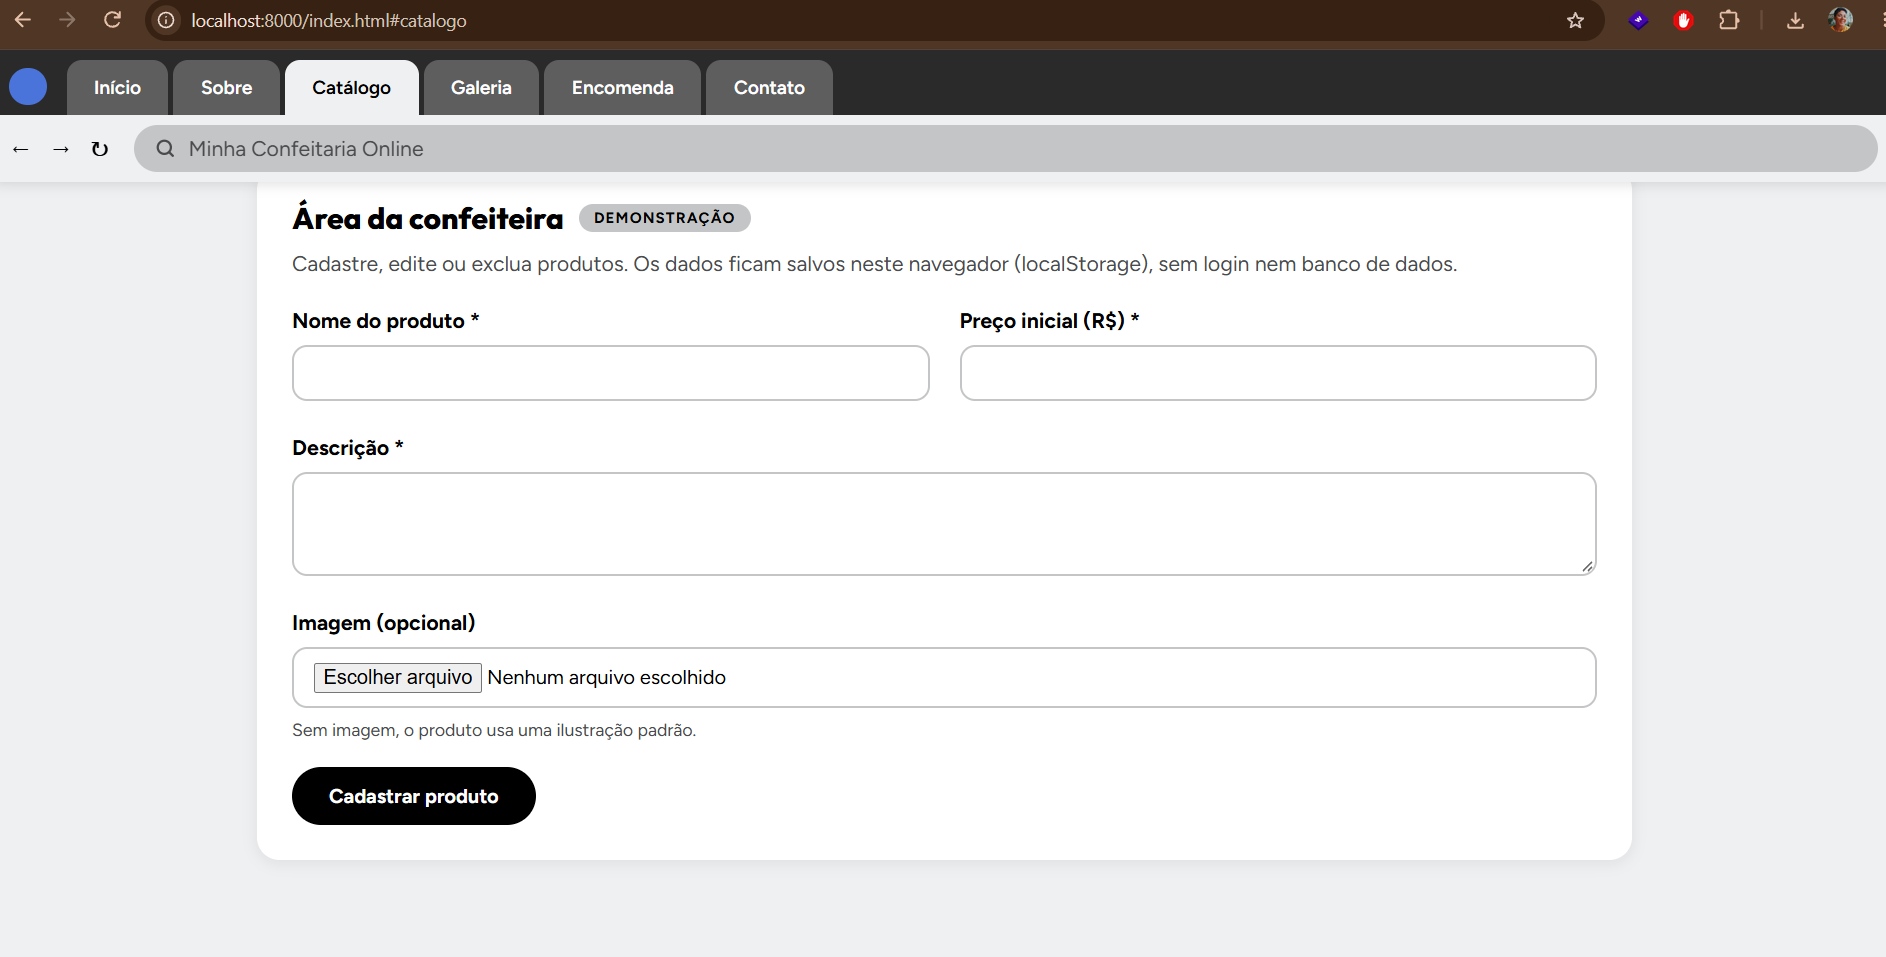 localhost:8000/index.html#catalogo
Início
Sobre
Catálogo
Galeria
Encomenda
Contato
Minha Confeitaria Online
Área da confeiteira
DEMONSTRAÇÃO
Cadastre, edite ou exclua produtos. Os dados ficam salvos neste navegador (localStorage), sem login nem banco de dados.
Nome do produto *
Preço inicial (R$) *
Descrição *
Imagem (opcional)
Escolher arquivo Nenhum arquivo escolhido
Sem imagem, o produto usa uma ilustração padrão.
Cadastrar produto